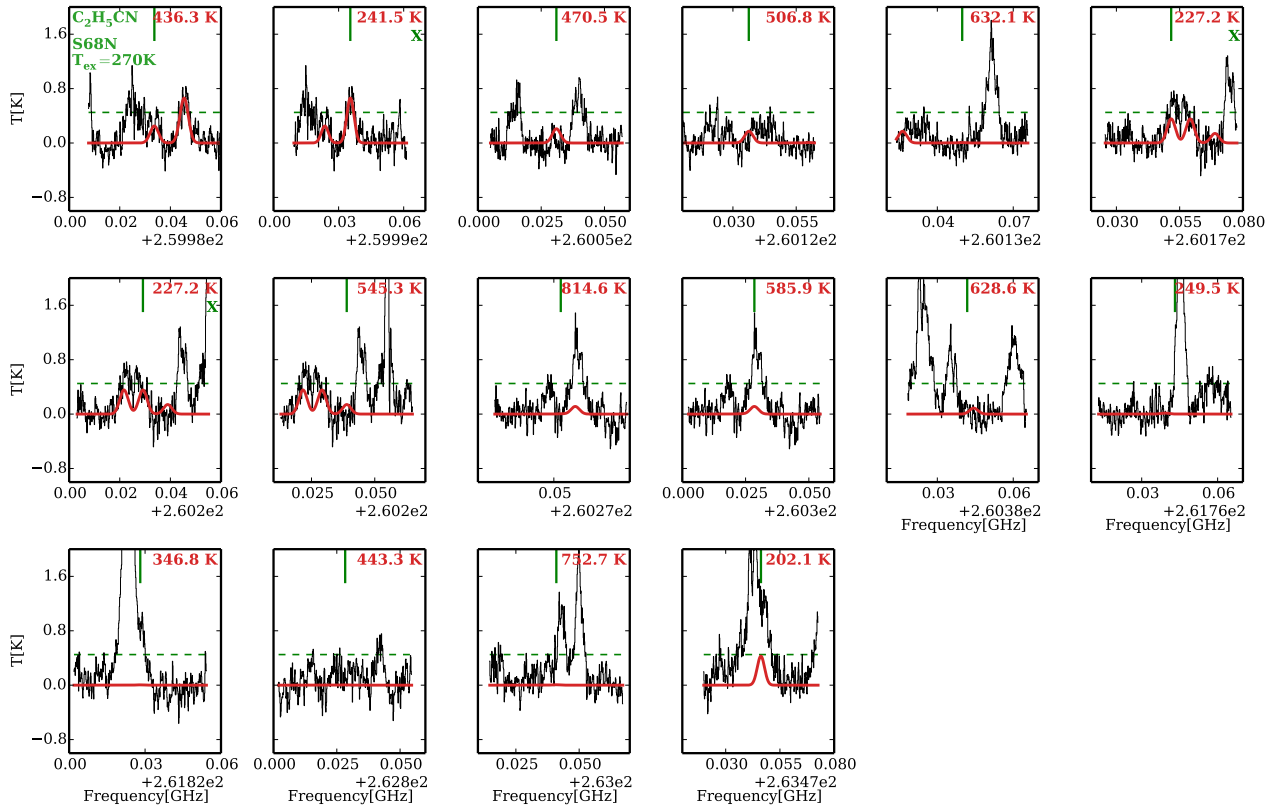 C2H5CN 436.3 K
S68N
Tex=270K
241.5 K
X
470.5 K
506.8 K
632.1 K
227.2 K
X
T[K]
1.6
0.8
0.0
−0.8
0.00 0.02 0.04 0.06
+2.5998e2
0.00 0.03 0.06
+2.5999e2
0.00 0.025 0.050
+2.6005e2
0.030 0.055
+2.6012e2
0.04 0.07
+2.6013e2
0.030 0.055 0.080
+2.6017e2
227.2 K
X
545.3 K
814.6 K
585.9 K
628.6 K
249.5 K
T[K]
1.6
0.8
0.0
−0.8
0.00 0.02 0.04 0.06
+2.602e2
0.025 0.050
+2.602e2
0.05
+2.6027e2
0.000 0.025 0.050
+2.603e2
0.03 0.06
+2.6038e2
Frequency[GHz]
0.03 0.06
+2.6176e2
Frequency[GHz]
346.8 K
443.3 K
752.7 K
202.1 K
T[K]
1.6
0.8
0.0
−0.8
0.00 0.03
+2.6182e2
Frequency[GHz]
0.000 0.025 0.050
+2.628e2
Frequency[GHz]
0.025 0.050
+2.63e2
Frequency[GHz]
0.030 0.055 0.080
+2.6347e2
Frequency[GHz]